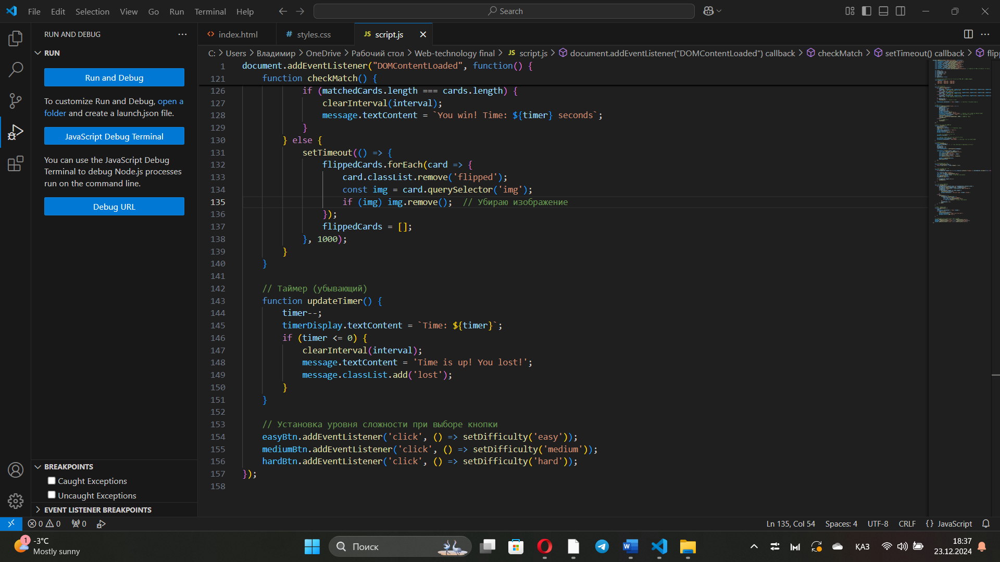 File Edit Selection View Go Run Terminal Help
Search
RUN AND DEBUG
index.html
styles.css
JS script.js
RUN
C: > Users > Владимир > OneDrive > Рабочий стол > Web-technology final > JS script.js > document.addEventListener("DOMContentLoaded") callback > checkMatch > setTimeout() callback > flip
Run and Debug
To customize Run and Debug, open a
folder and create a launch.json file.
JavaScript Debug Terminal
You can use the JavaScript Debug
Terminal to debug Node.js processes
run on the command line.
Debug URL
1 document.addEventListener("DOMContentLoaded", function() {
121 function checkMatch() {
126 if (matchedCards.length === cards.length) {
127 clearInterval(interval);
128 message.textContent = `You win! Time: ${timer} seconds`;
129 }
130 } else {
131 setTimeout(() => {
132 flippedCards.forEach(card => {
133 card.classList.remove('flipped');
134 const img = card.querySelector('img');
135 if (img) img.remove(); // Убираю изображение
136 });
137 flippedCards = [];
138 }, 1000);
139 }
140 }
141
142 // Таймер (убывающий)
143 function updateTimer() {
144 timer--;
145 timerDisplay.textContent = `Time: ${timer}`;
146 if (timer <= 0) {
147 clearInterval(interval);
148 message.textContent = 'Time is up! You lost!';
149 message.classList.add('lost');
150 }
151 }
152
153 // Установка уровня сложности при выборе кнопки
154 easyBtn.addEventListener('click', () => setDifficulty('easy'));
155 mediumBtn.addEventListener('click', () => setDifficulty('medium'));
156 hardBtn.addEventListener('click', () => setDifficulty('hard'));
157 });
158
BREAKPOINTS
Caught Exceptions
Uncaught Exceptions
EVENT LISTENER BREAKPOINTS
0 0 0
Ln 135, Col 54 Spaces: 4 UTF-8 CRLF {} JavaScript
1
-3°C
Mostly sunny
Поиск
ҚАЗ
18:37
23.12.2024